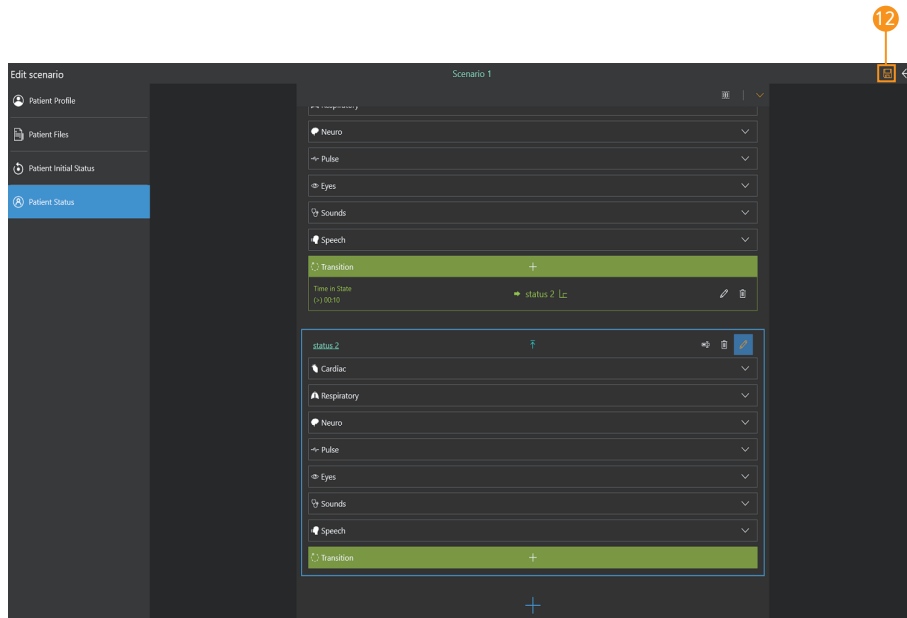 12
Edit scenario
Scenario 1
Patient Profile
Patient Files
Patient Initial Status
Patient Status
Respiratory
Neuro
Pulse
Eyes
Sounds
Speech
Transition
Time in State
(>) 00:10
status 2
status 2
Cardiac
Respiratory
Neuro
Pulse
Eyes
Sounds
Speech
Transition